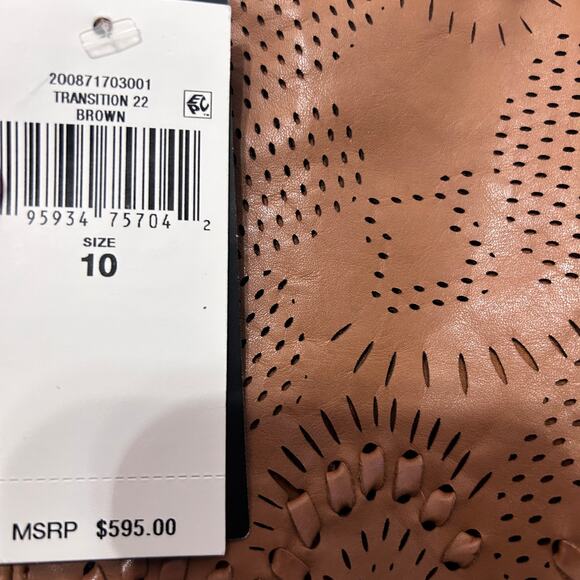 200871703001
TRANSITION 22
BROWN
95934 75704 2
SIZE
10
MSRP $595.00